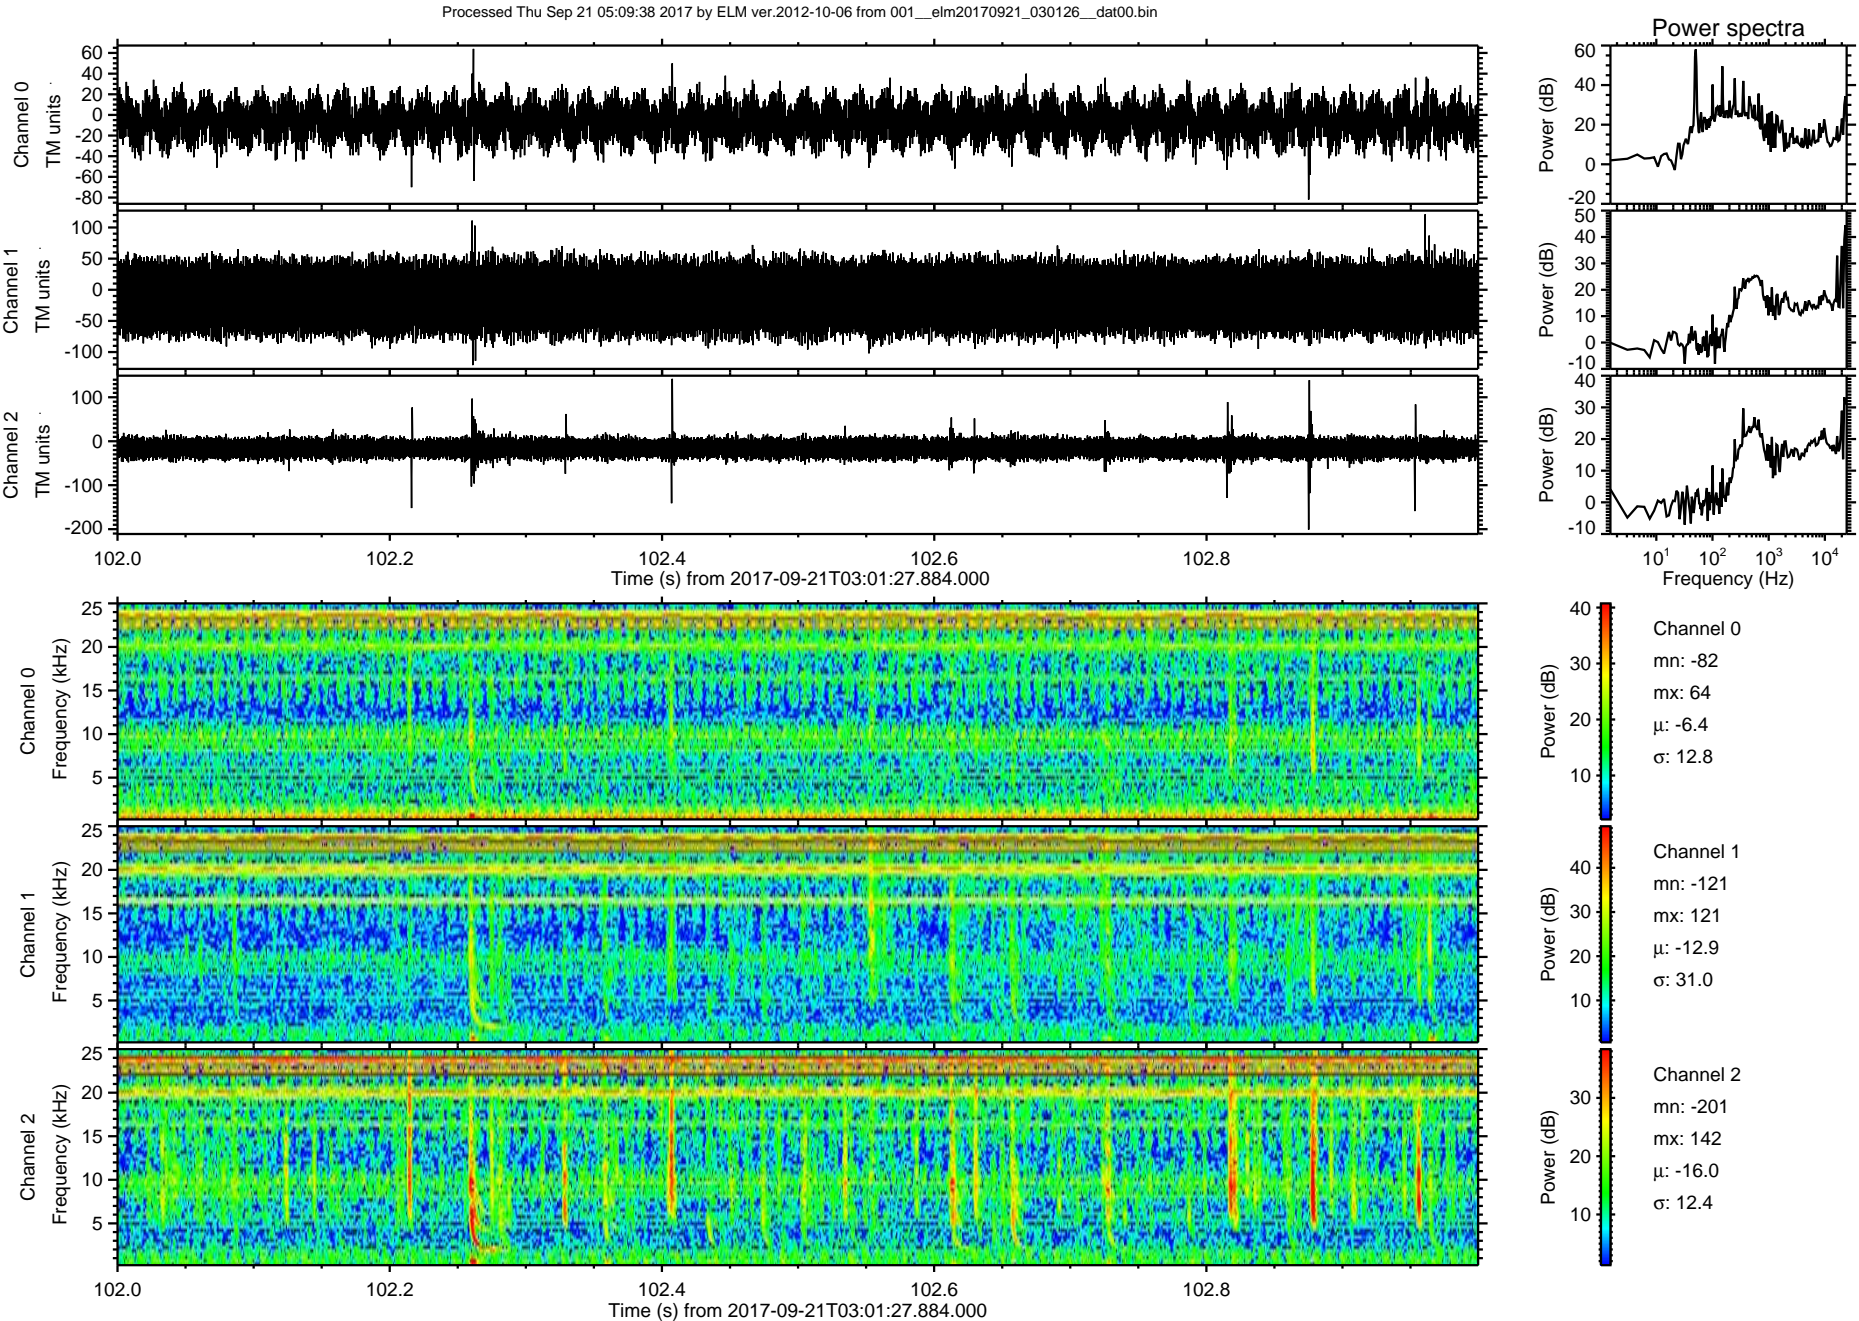 Processed Thu Sep 21 05:09:38 2017 by ELM ver.2012-10-06 from 001__elm20170921_030126__dat00.bin
Power spectra
Channel 0
TM units
60
40
20
0
-20
-40
-60
-80
Power (dB)
60
40
20
0
-20
Channel 1
TM units
100
50
0
-50
-100
Power (dB)
50
40
30
20
10
0
-10
Channel 2
TM units
100
0
-100
-200
Power (dB)
40
30
20
10
0
-10
102.0 102.2 102.4 102.6 102.8
Time (s) from 2017-09-21T03:01:27.884.000
10¹ 10² 10³ 10⁴
Frequency (Hz)
Channel 0
Frequency (kHz)
25
20
15
10
5
Power (dB)
40
30
20
10
Channel 0
mn: -82
mx: 64
μ: -6.4
σ: 12.8
Channel 1
Frequency (kHz)
25
20
15
10
5
Power (dB)
40
30
20
10
Channel 1
mn: -121
mx: 121
μ: -12.9
σ: 31.0
Channel 2
Frequency (kHz)
25
20
15
10
5
Power (dB)
30
20
10
Channel 2
mn: -201
mx: 142
μ: -16.0
σ: 12.4
102.0 102.2 102.4 102.6 102.8
Time (s) from 2017-09-21T03:01:27.884.000